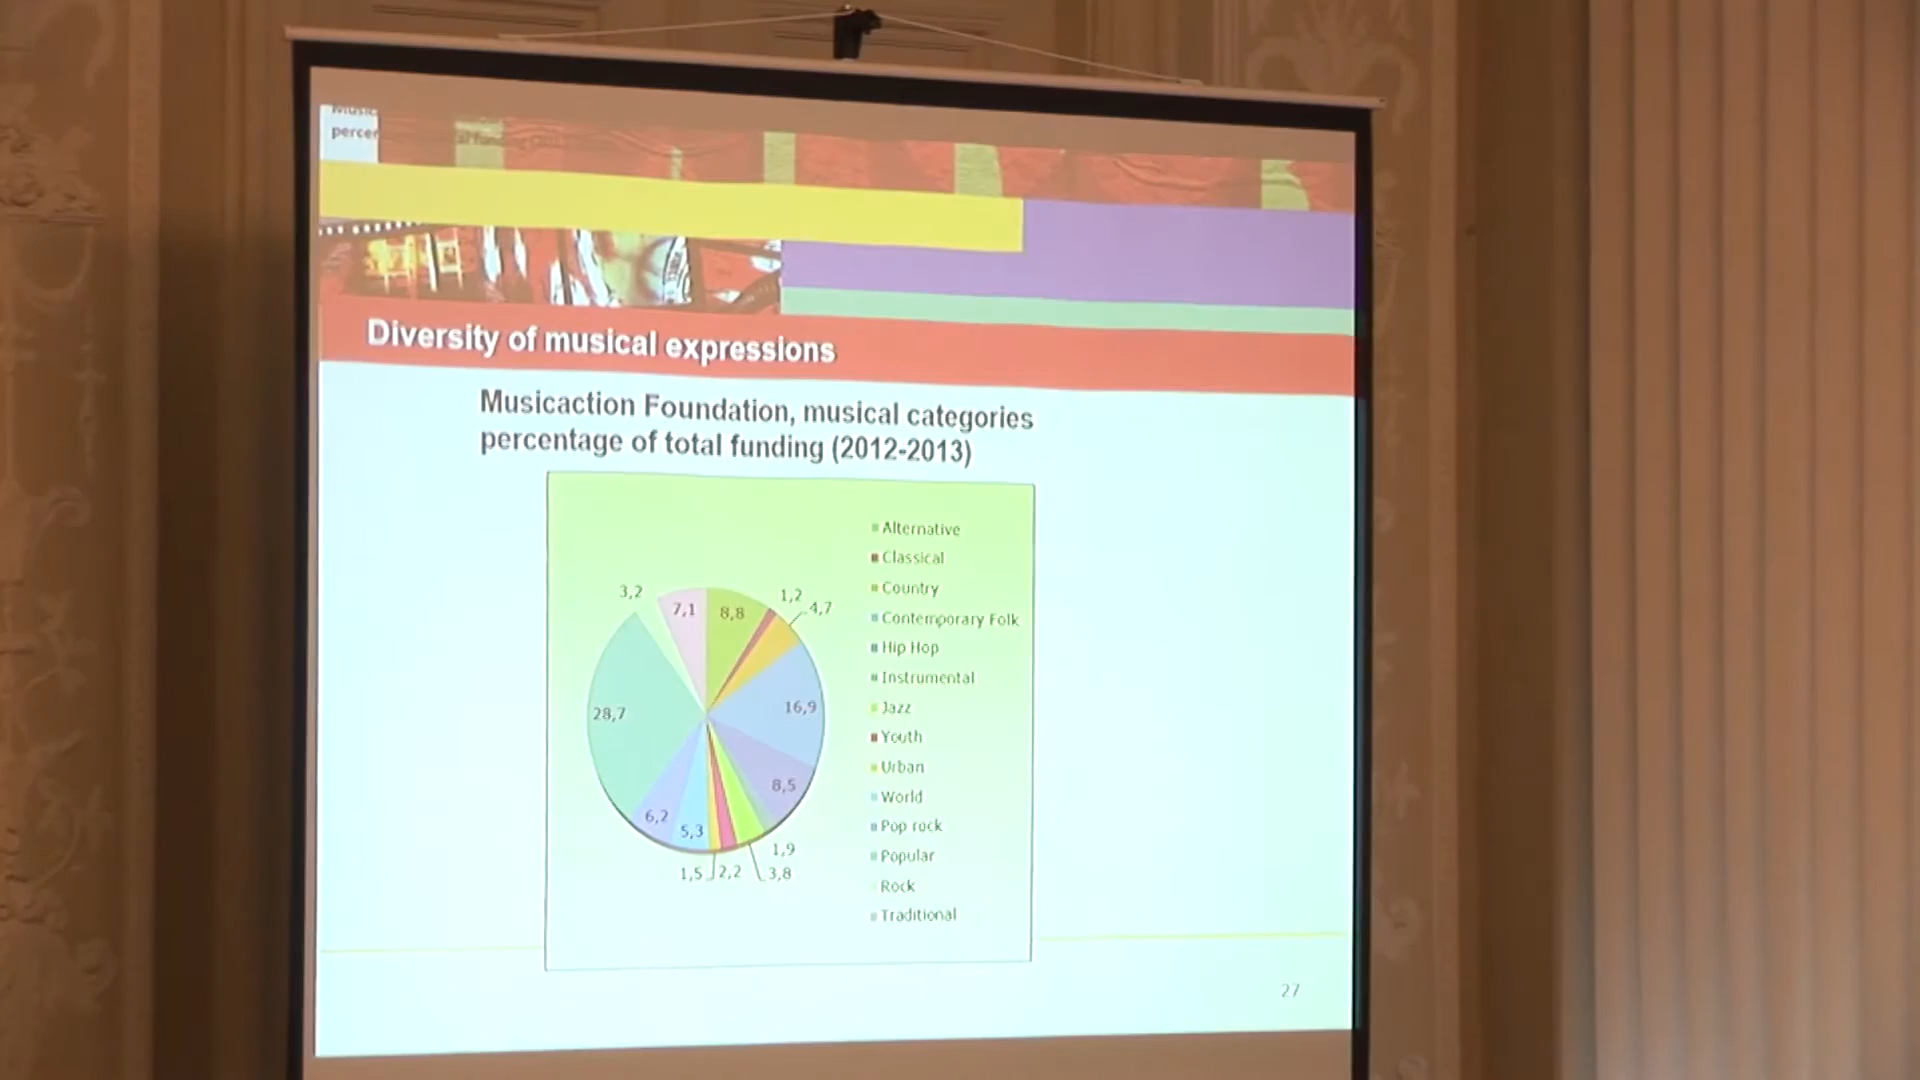 percer
Diversity of musical expressions
Musicaction Foundation, musical categories
percentage of total funding (2012-2013)
3,2
7,1
8,8
1,2
4,7
16,9
28,7
8,5
6,2
5,3
1,9
1,5
2,2
3,8
Alternative
Classical
Country
Contemporary Folk
Hip Hop
Instrumental
Jazz
Youth
Urban
World
Pop rock
Popular
Rock
Traditional
27